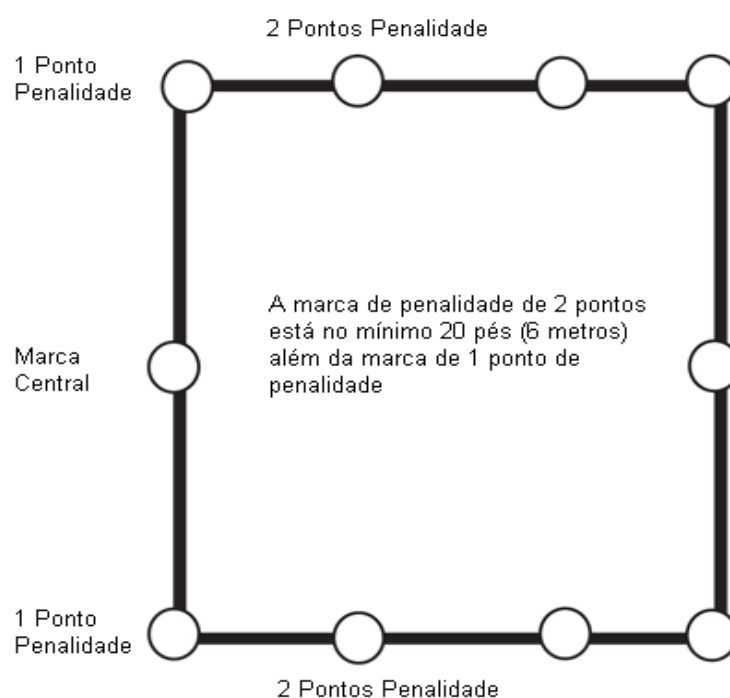 2 Pontos Penalidade
1 Ponto
Penalidade
A marca de penalidade de 2 pontos
está no mínimo 20 pés (6 metros)
além da marca de 1 ponto de
penalidade
Marca
Central
1 Ponto
Penalidade
2 Pontos Penalidade